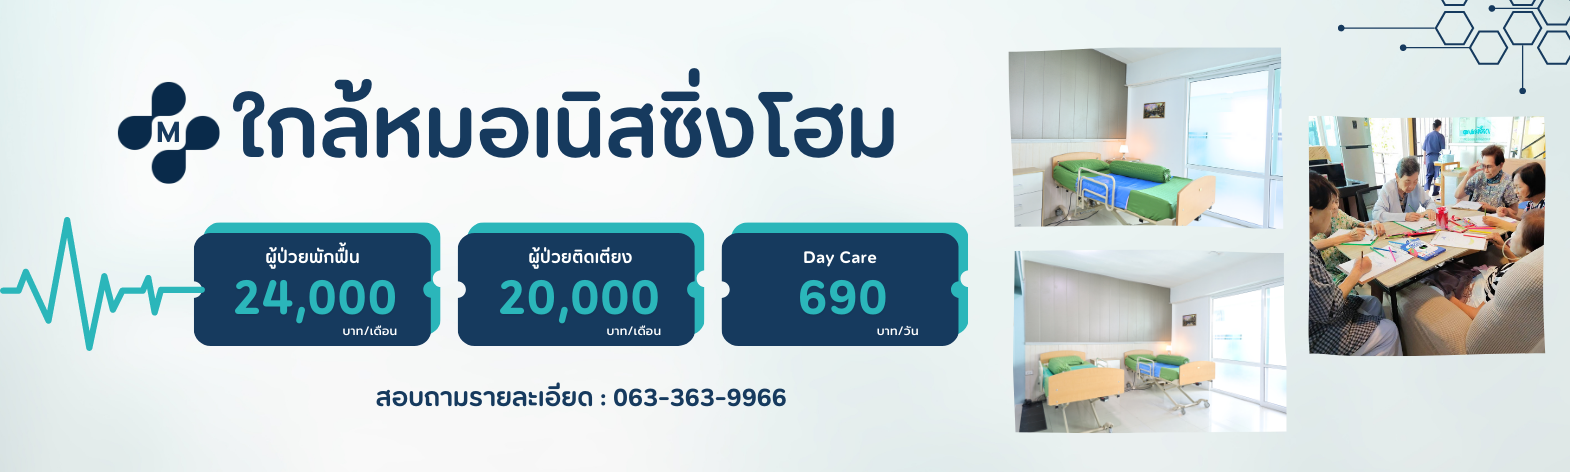 M
ใกล้หมอเนิสซิ่งโฮม
ผู้ป่วยพักฟื้น
24,000
บาท/เดือน
ผู้ป่วยติดเตียง
20,000
บาท/เดือน
Day Care
690
บาท/วัน
สอบถามรายละเอียด : 063-363-9966